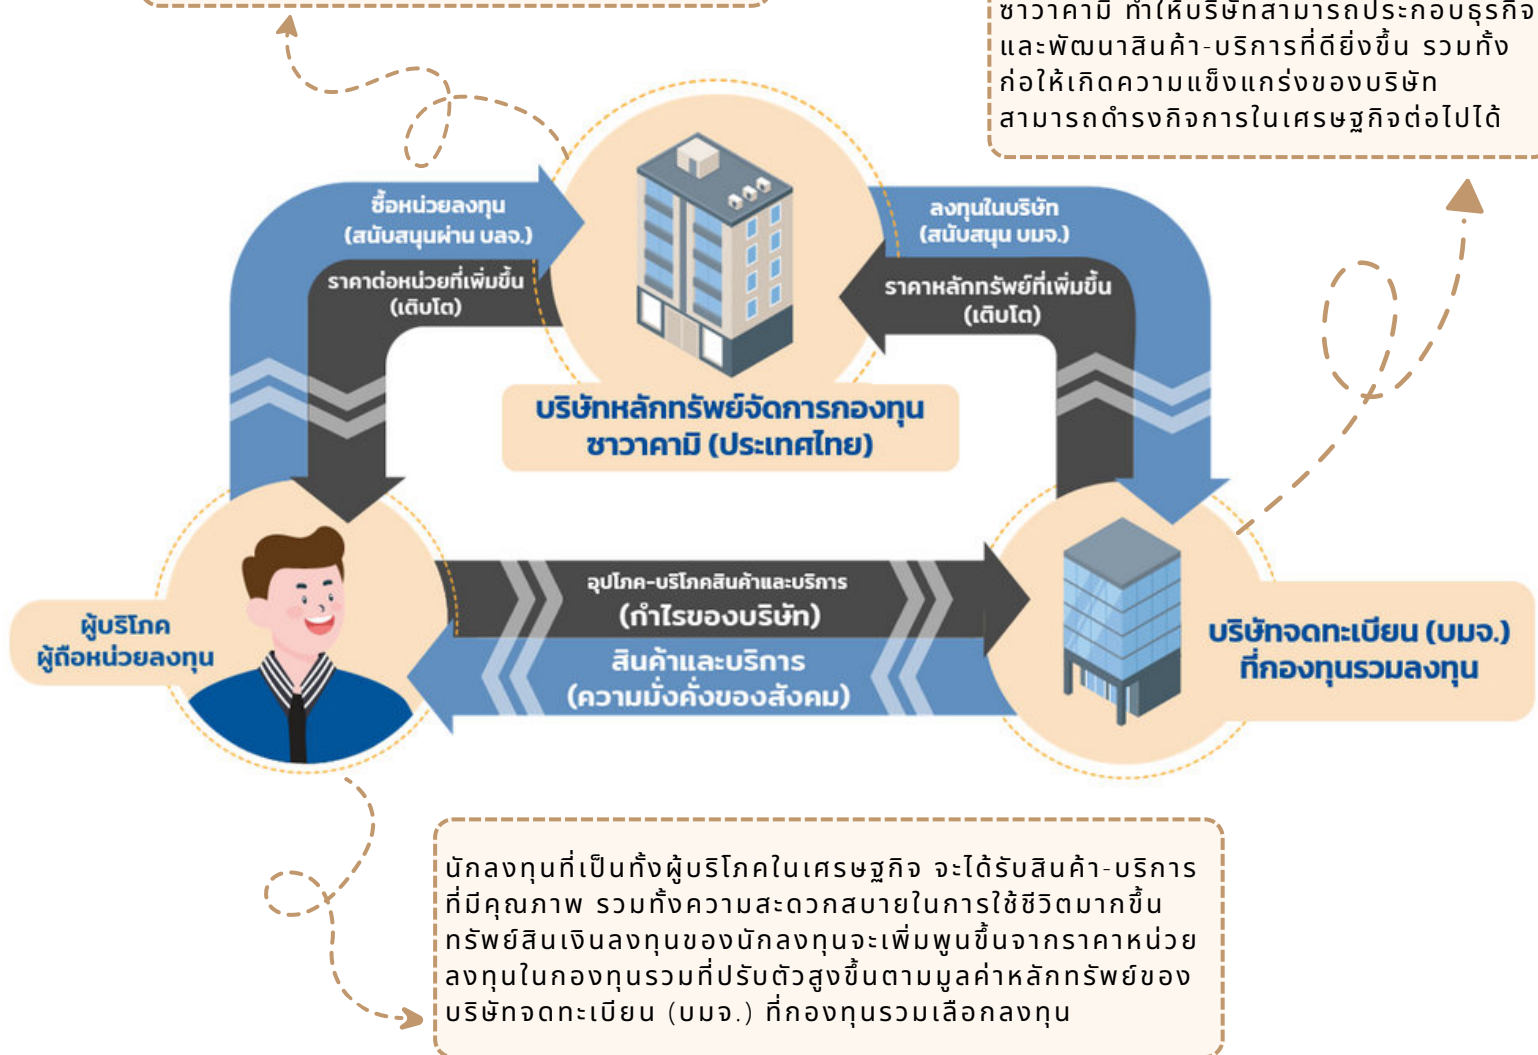 ซาวาคามิ ทำให้บริษัทสามารถประกอบธุรกิจ
และพัฒนาสินค้า-บริการที่ดียิ่งขึ้น รวมทั้ง
ก่อให้เกิดความแข็งแกร่งของบริษัท
สามารถดำรงกิจการในเศรษฐกิจต่อไปได้
ซื้อหน่วยลงทุน
(สนับสนุนผ่าน บลจ.)
ราคาต่อหน่วยที่เพิ่มขึ้น
(เติบโต)
ลงทุนในบริษัท
(สนับสนุน บมจ.)
ราคาหลักทรัพย์ที่เพิ่มขึ้น
(เติบโต)
บริษัทหลักทรัพย์จัดการกองทุน
ซาวาคามิ (ประเทศไทย)
อุปโภค-บริโภคสินค้าและบริการ
(กำไรของบริษัท)
สินค้าและบริการ
(ความมั่งคั่งของสังคม)
ผู้บริโภค
ผู้ถือหน่วยลงทุน
บริษัทจดทะเบียน (บมจ.)
ที่กองทุนรวมลงทุน
นักลงทุนที่เป็นทั้งผู้บริโภคในเศรษฐกิจ จะได้รับสินค้า-บริการ
ที่มีคุณภาพ รวมทั้งความสะดวกสบายในการใช้ชีวิตมากขึ้น
ทรัพย์สินเงินลงทุนของนักลงทุนจะเพิ่มพูนขึ้นจากราคาหน่วย
ลงทุนในกองทุนรวมที่ปรับตัวสูงขึ้นตามมูลค่าหลักทรัพย์ของ
บริษัทจดทะเบียน (บมจ.) ที่กองทุนรวมเลือกลงทุน